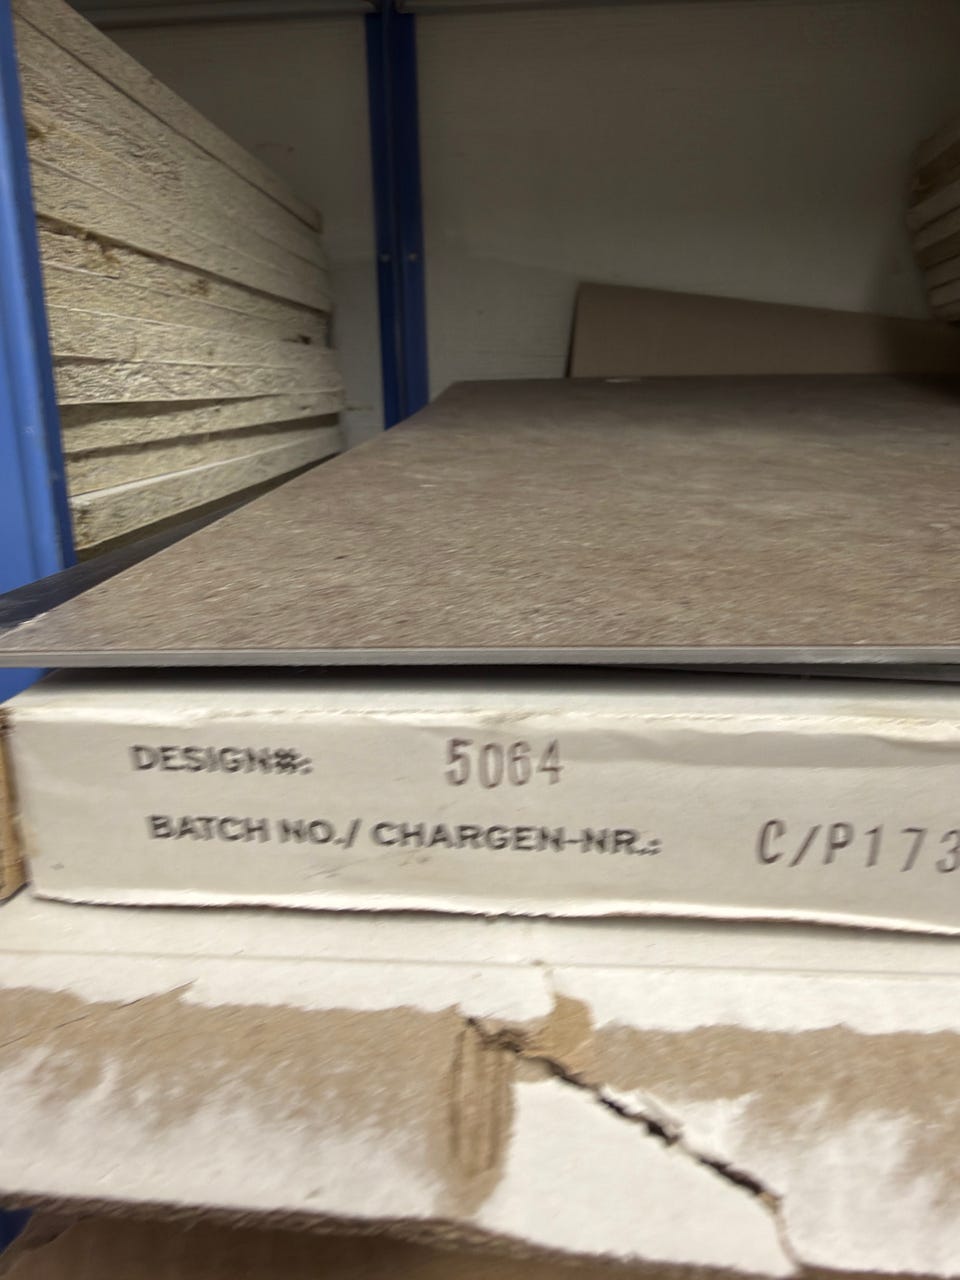 DESIGN#: 5064
BATCH NO./ CHARGEN-NR.: C/P173